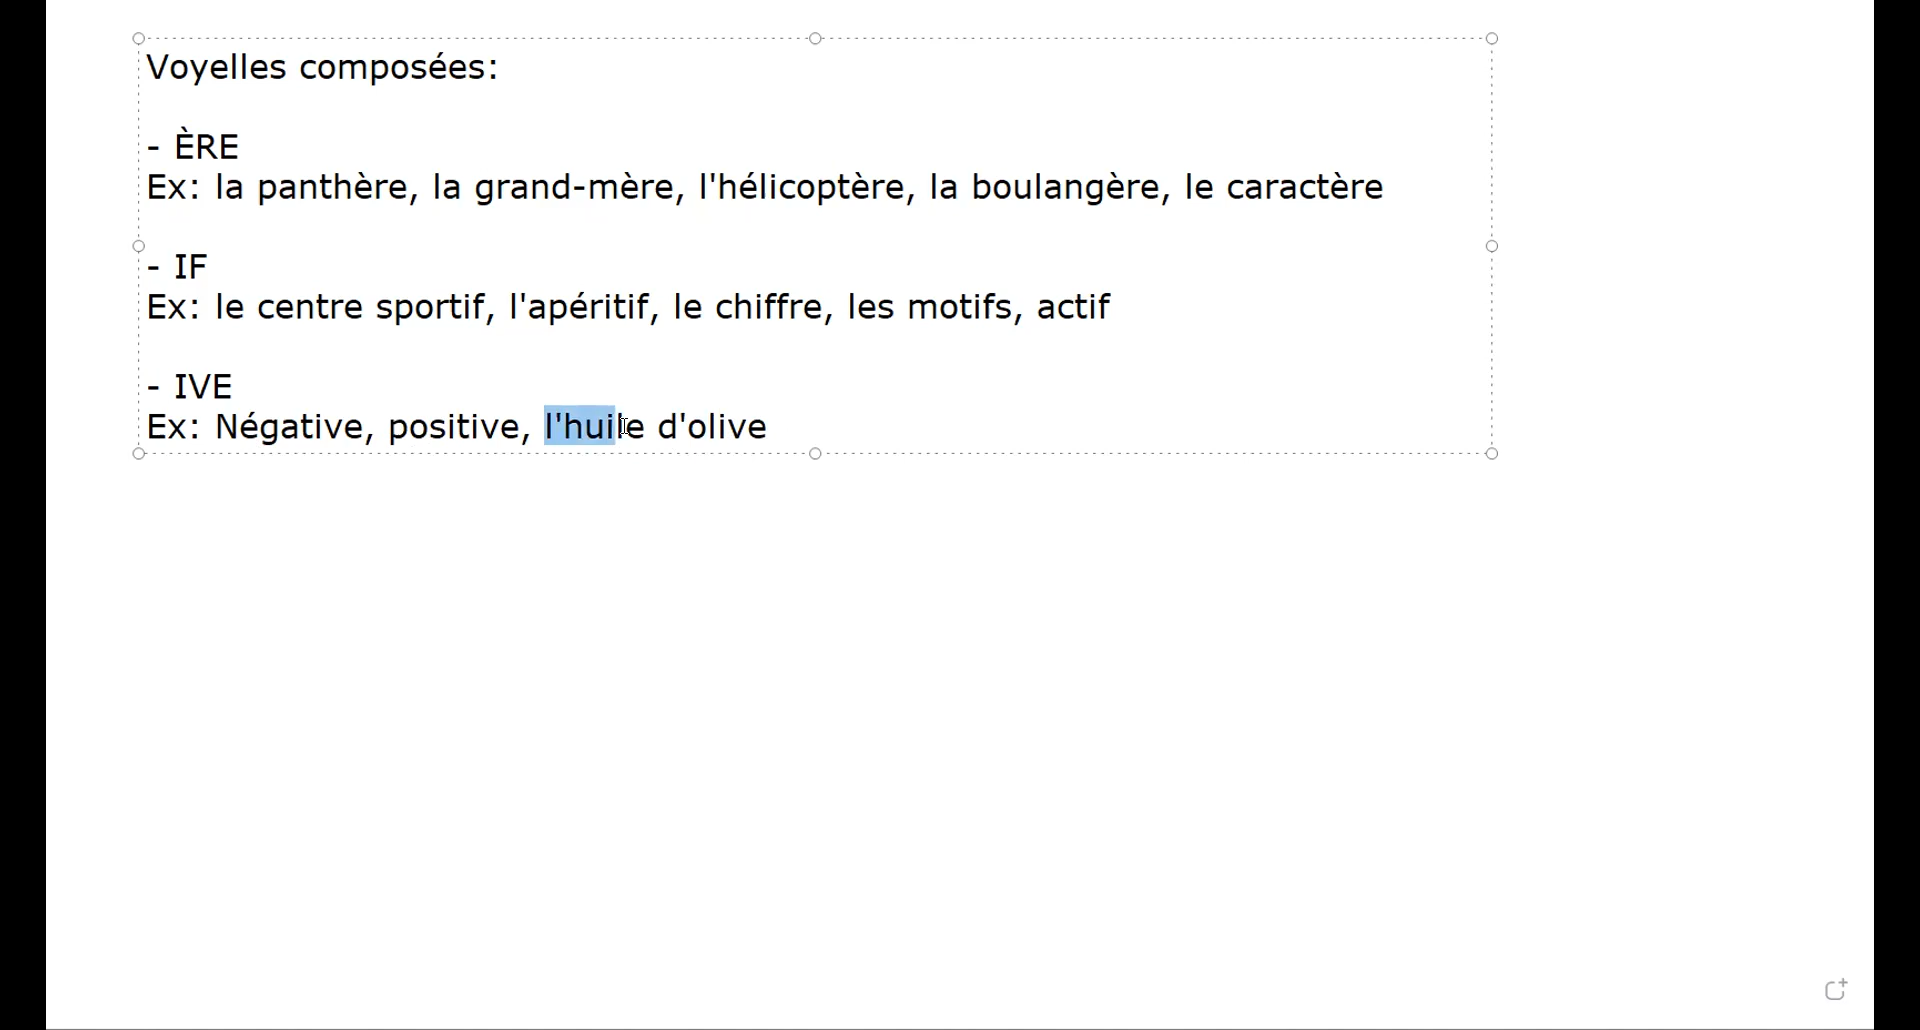 Voyelles composées:
- ÈRE
Ex: la panthère, la grand-mère, l'hélicoptère, la boulangère, le caractère
- IF
Ex: le centre sportif, l'apéritif, le chiffre, les motifs, actif
- IVE
Ex: Négative, positive, l'huile d'olive